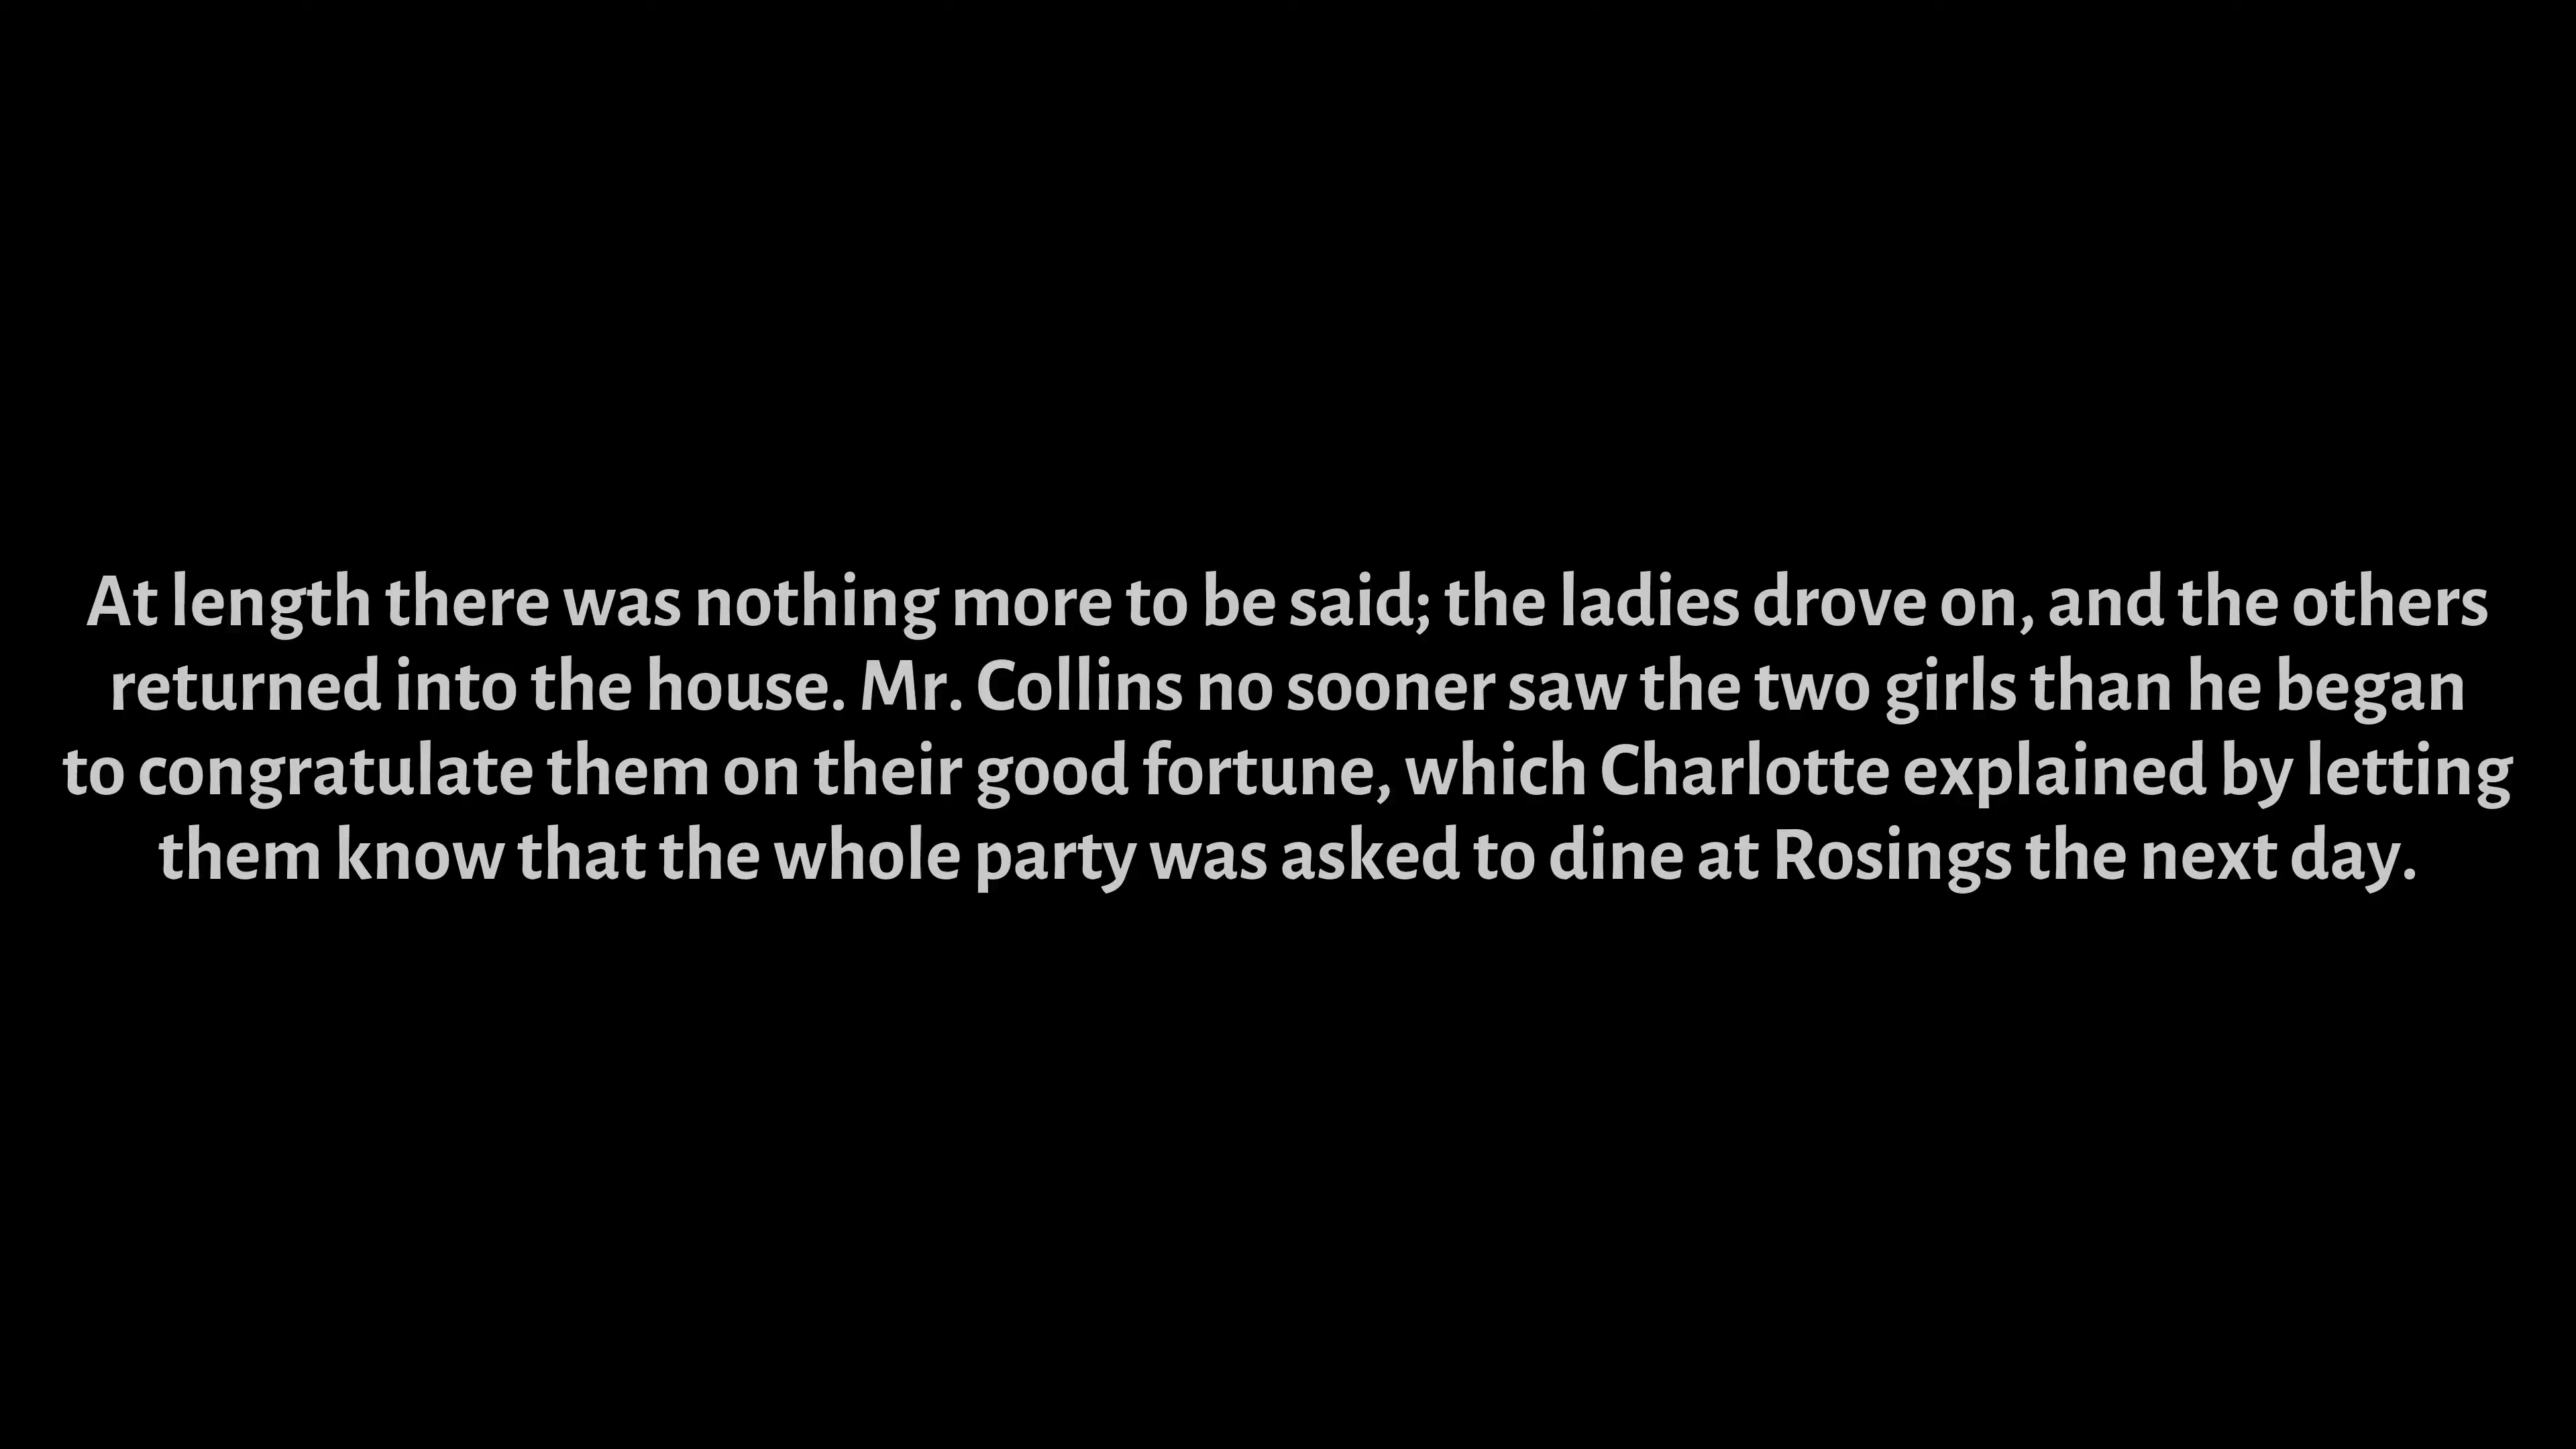 At length there was nothing more to be said; the ladies drove on, and the others
returned into the house. Mr. Collins no sooner saw the two girls than he began
to congratulate them on their good fortune, which Charlotte explained by letting
them know that the whole party was asked to dine at Rosings the next day.